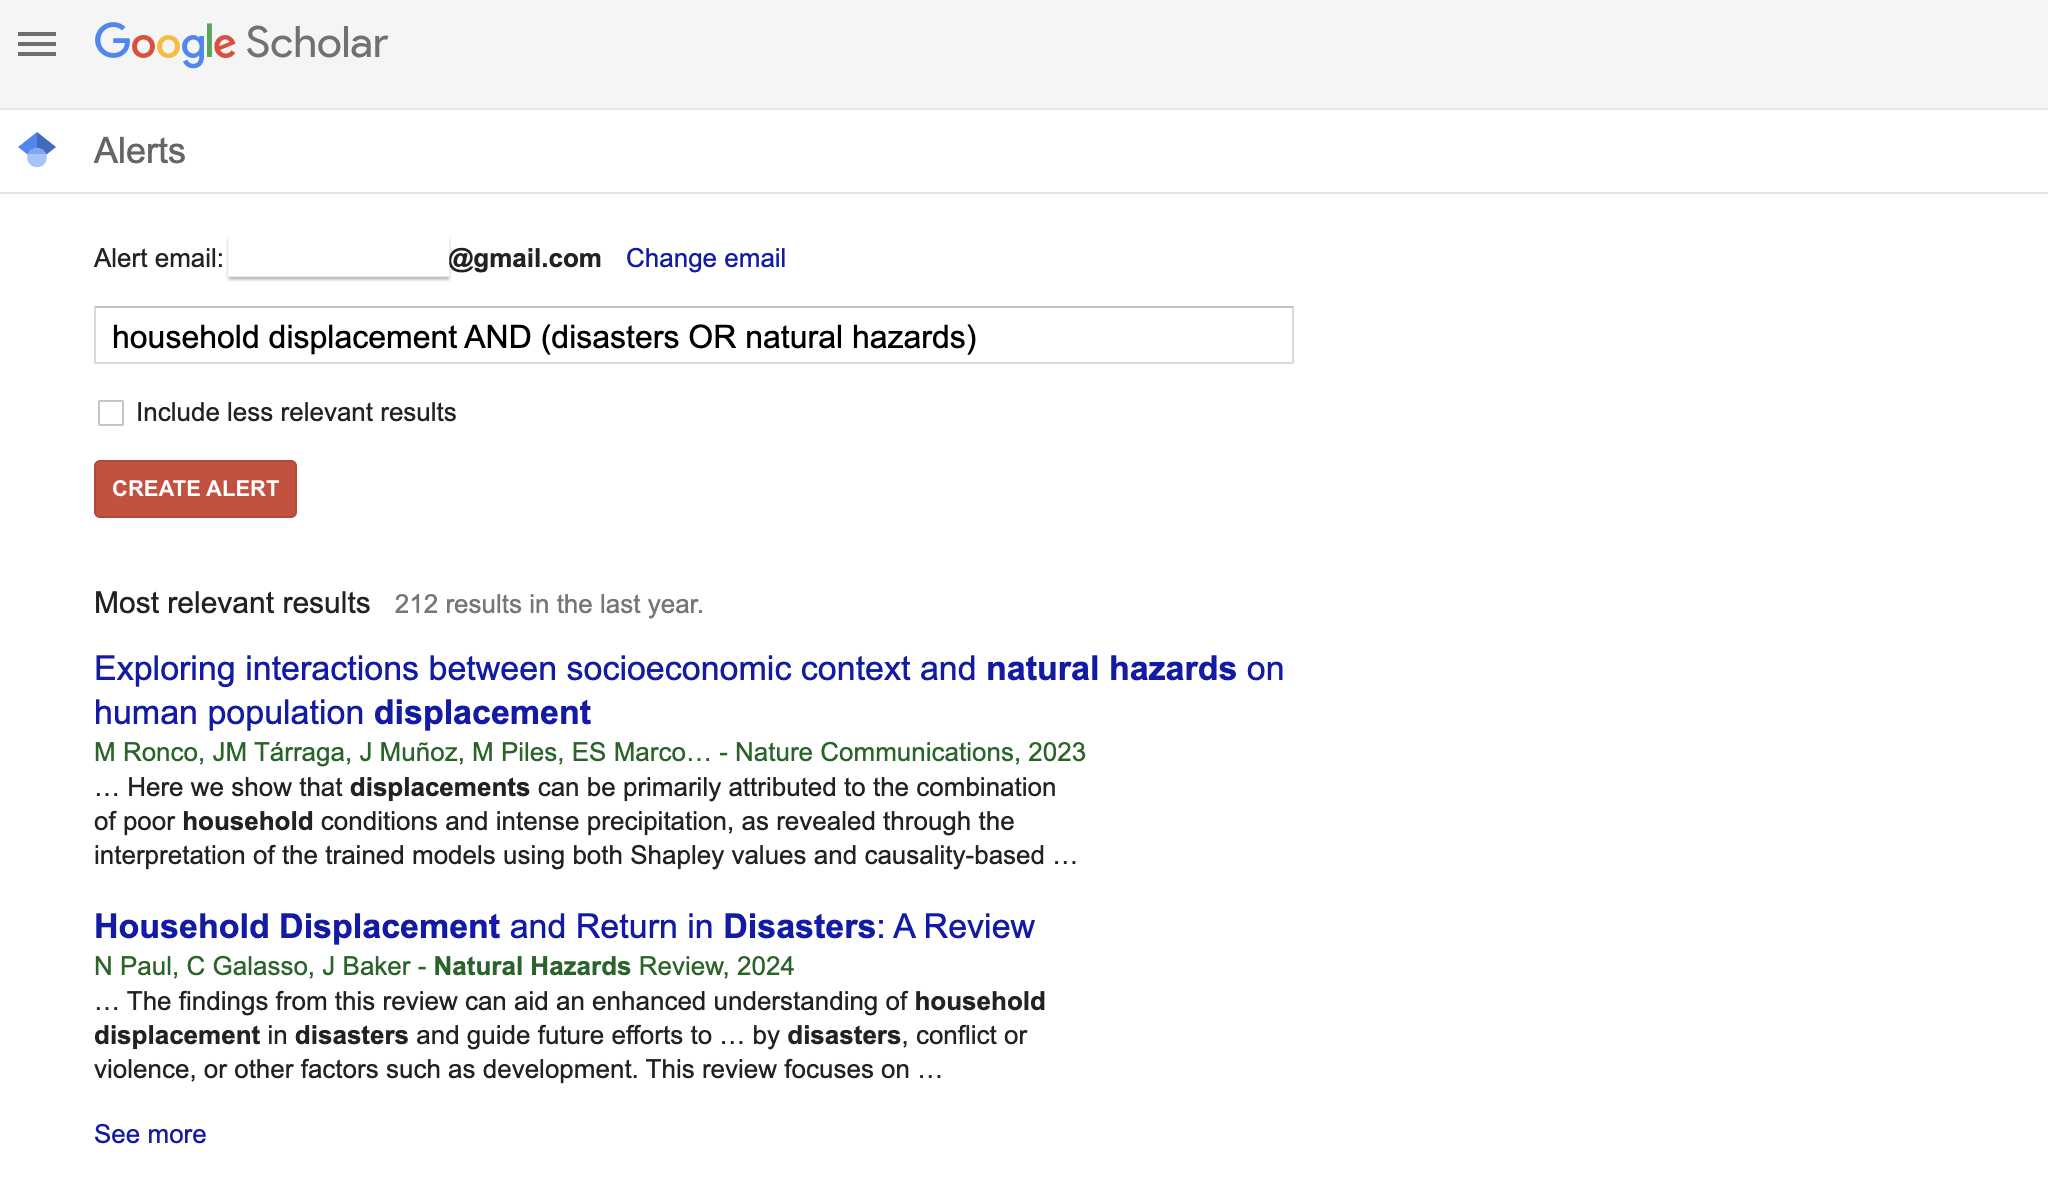 Google Scholar
Alerts
Alert email: @gmail.com Change email
household displacement AND (disasters OR natural hazards)
Include less relevant results
CREATE ALERT
Most relevant results 212 results in the last year.
Exploring interactions between socioeconomic context and natural hazards on
human population displacement
M Ronco, JM Tárraga, J Muñoz, M Piles, ES Marco… - Nature Communications, 2023
… Here we show that displacements can be primarily attributed to the combination
of poor household conditions and intense precipitation, as revealed through the
interpretation of the trained models using both Shapley values and causality-based …
Household Displacement and Return in Disasters: A Review
N Paul, C Galasso, J Baker - Natural Hazards Review, 2024
… The findings from this review can aid an enhanced understanding of household
displacement in disasters and guide future efforts to … by disasters, conflict or
violence, or other factors such as development. This review focuses on …
See more